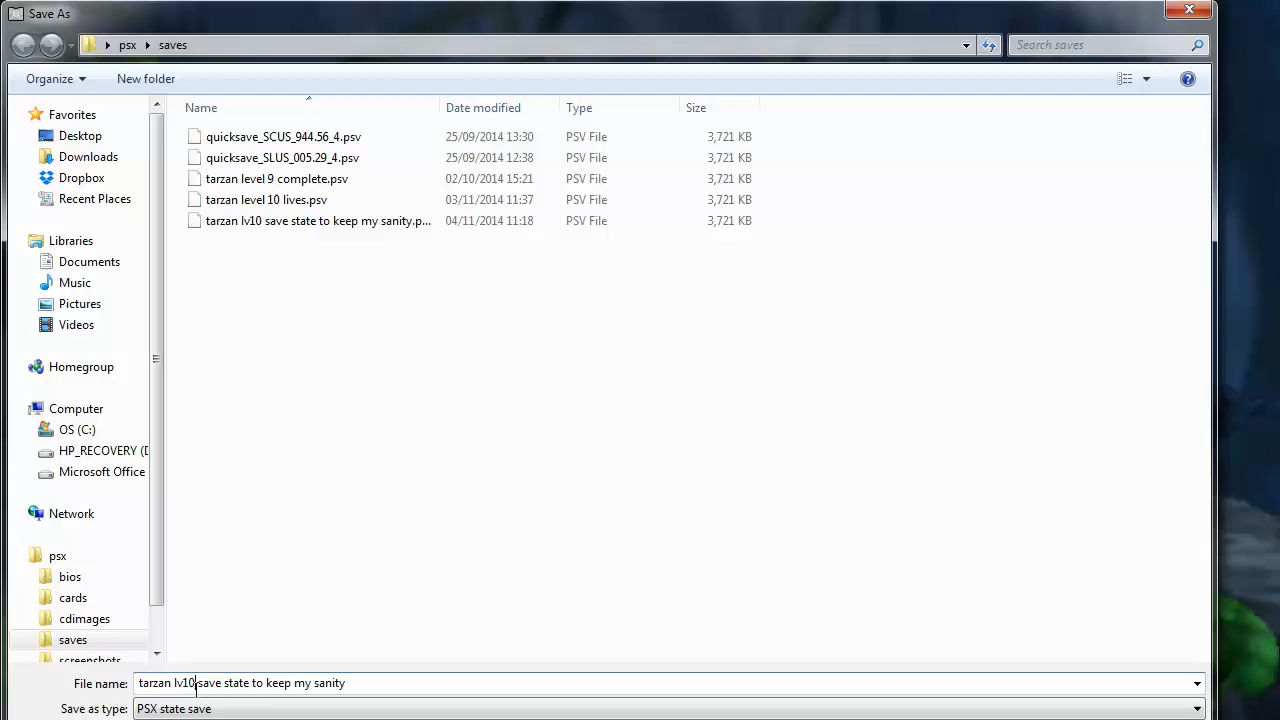 Save As
psx saves
Search saves
Organize New folder
Name Date modified Type Size
quicksave_SCUS_944.56_4.psv 25/09/2014 13:30 PSV File 3,721 KB
quicksave_SLUS_005.29_4.psv 25/09/2014 12:38 PSV File 3,721 KB
tarzan level 9 complete.psv 02/10/2014 15:21 PSV File 3,721 KB
tarzan level 10 lives.psv 03/11/2014 11:37 PSV File 3,721 KB
tarzan lv10 save state to keep my sanity.p... 04/11/2014 11:18 PSV File 3,721 KB
Favorites
Desktop
Downloads
Dropbox
Recent Places
Libraries
Documents
Music
Pictures
Videos
Homegroup
Computer
OS (C:)
HP_RECOVERY (D
Microsoft Office
Network
psx
bios
cards
cdimages
saves
screenshots
File name: tarzan lv10 save state to keep my sanity
Save as type: PSX state save